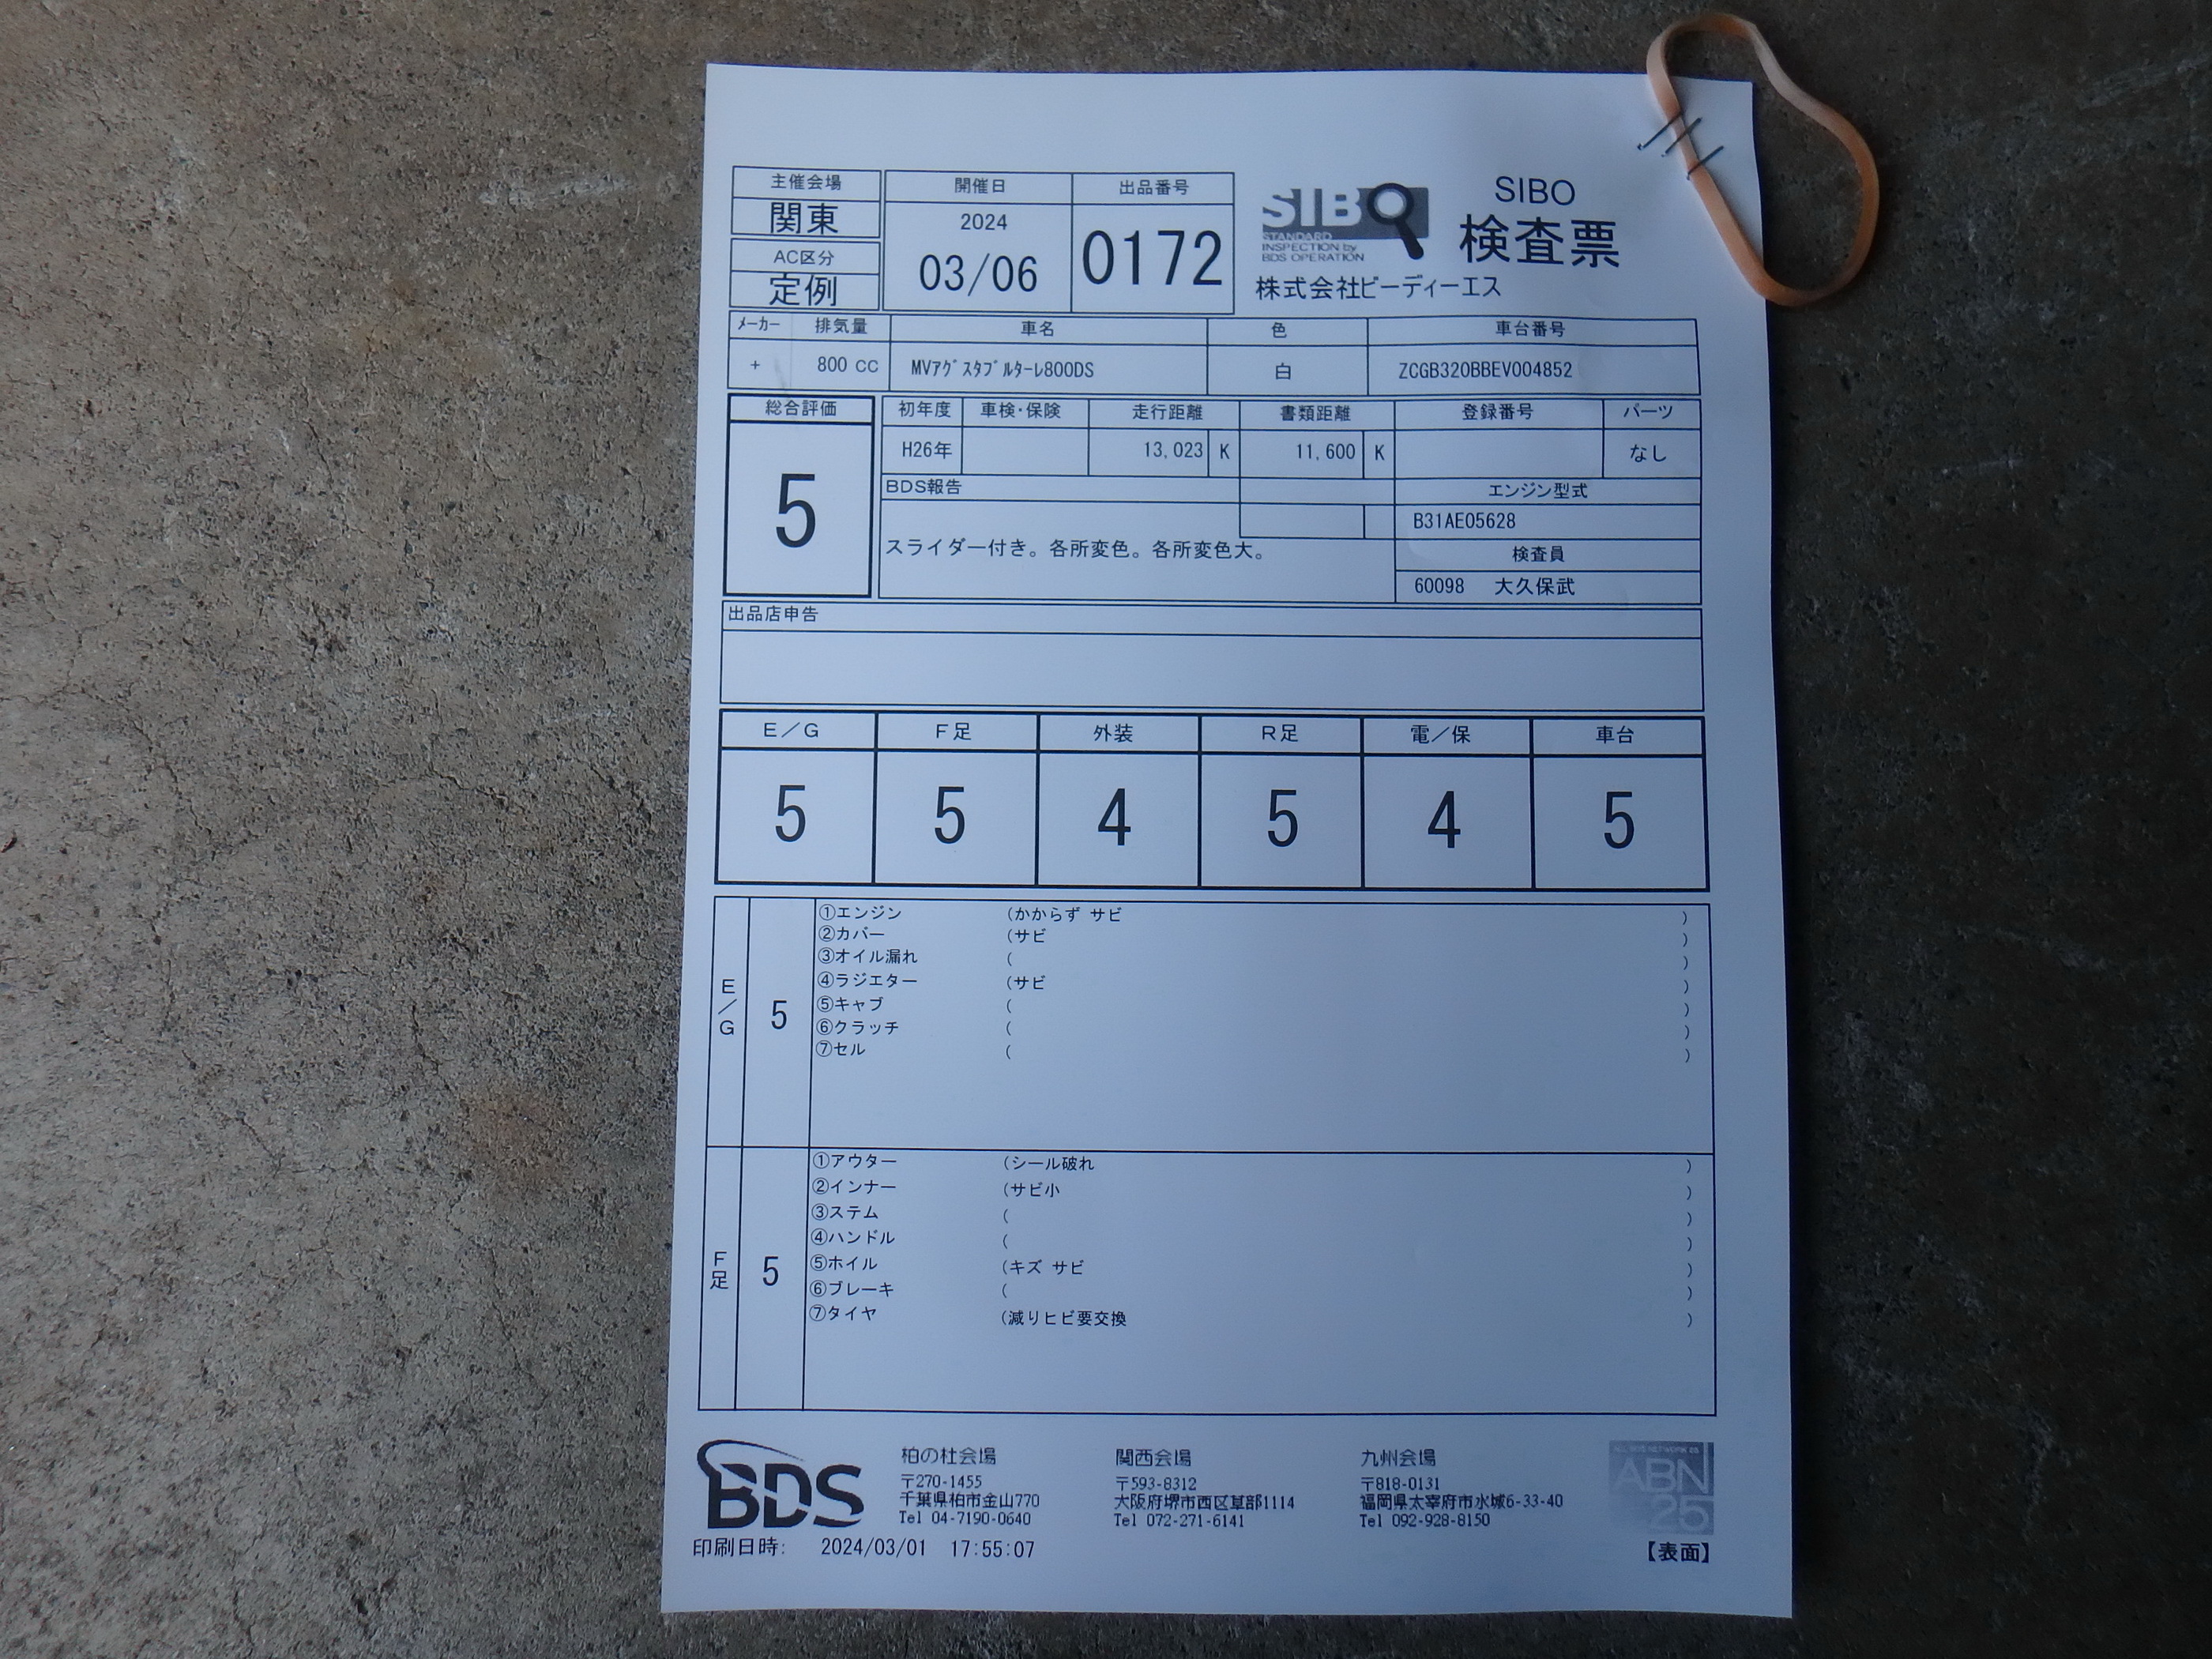 主催会場
関東
AC区分
定例
開催日
2024
03/06
出品番号
0172
SIBO
STANDARD
INSPECTION by
BDS OPERATION
SIBO
検査票
株式会社ビーディーエス
ﾒｰｶｰ 排気量 車名 色 車台番号
+ 800 CC MVｱｸﾞｽﾀﾌﾞﾙﾀｰﾚ800DS 白 ZCGB320BBEV004852
総合評価
5
初年度 車検・保険 走行距離 書類距離 登録番号 パーツ
H26年 13,023 K 11,600 K なし
BDS報告
スライダー付き。各所変色。各所変色大。
エンジン型式
B31AE05628
検査員
60098 大久保武
出品店申告
E／G F足 外装 R足 電／保 車台
5 5 4 5 4 5
E／G 5
①エンジン (かからず サビ )
②カバー (サビ )
③オイル漏れ ( )
④ラジエター (サビ )
⑤キャブ ( )
⑥クラッチ ( )
⑦セル ( )
F足 5
①アウター (シール破れ )
②インナー (サビ小 )
③ステム ( )
④ハンドル ( )
⑤ホイル (キズ サビ )
⑥ブレーキ ( )
⑦タイヤ (減りヒビ要交換 )
BDS
柏の杜会場
〒270-1455
千葉県柏市金山770
Tel 04-7190-0640
関西会場
〒593-8312
大阪府堺市西区草部1114
Tel 072-271-6141
九州会場
〒818-0131
福岡県太宰府市水城6-33-40
Tel 092-928-8150
ABN
25
印刷日時: 2024/03/01 17:55:07
【表面】